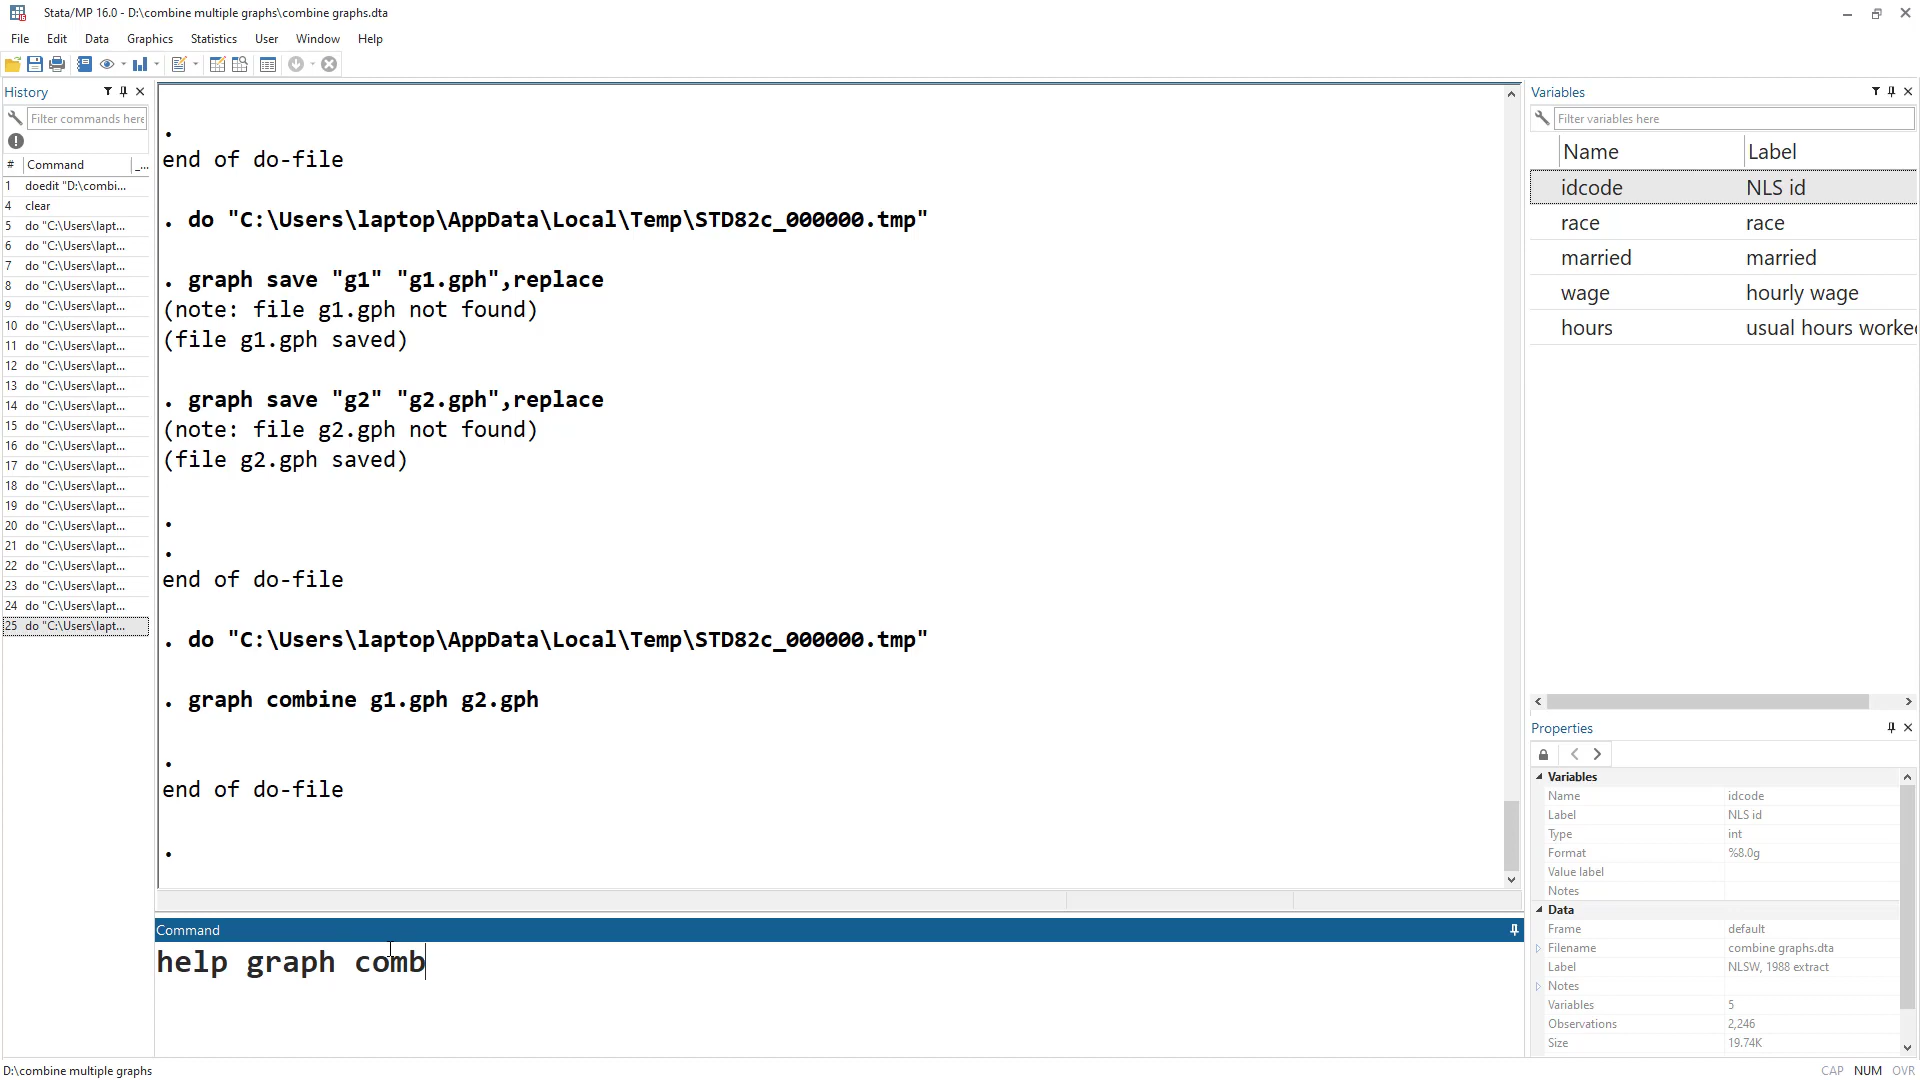 Stata/MP 16.0 - D:\combine multiple graphs\combine graphs.dta
File Edit Data Graphics Statistics User Window Help
History
Filter commands here
# Command _...
1 doedit "D:\combi...
4 clear
5 do "C:\Users\lapt...
6 do "C:\Users\lapt...
7 do "C:\Users\lapt...
8 do "C:\Users\lapt...
9 do "C:\Users\lapt...
10 do "C:\Users\lapt...
11 do "C:\Users\lapt...
12 do "C:\Users\lapt...
13 do "C:\Users\lapt...
14 do "C:\Users\lapt...
15 do "C:\Users\lapt...
16 do "C:\Users\lapt...
17 do "C:\Users\lapt...
18 do "C:\Users\lapt...
19 do "C:\Users\lapt...
20 do "C:\Users\lapt...
21 do "C:\Users\lapt...
22 do "C:\Users\lapt...
23 do "C:\Users\lapt...
24 do "C:\Users\lapt...
25 do "C:\Users\lapt...
.
end of do-file
. do "C:\Users\laptop\AppData\Local\Temp\STD82c_000000.tmp"
. graph save "g1" "g1.gph",replace
(note: file g1.gph not found)
(file g1.gph saved)
. graph save "g2" "g2.gph",replace
(note: file g2.gph not found)
(file g2.gph saved)
.
.
end of do-file
. do "C:\Users\laptop\AppData\Local\Temp\STD82c_000000.tmp"
. graph combine g1.gph g2.gph
.
end of do-file
.
Command
help graph comb
Variables
Filter variables here
Name Label
idcode NLS id
race race
married married
wage hourly wage
hours usual hours worke
Properties
Variables
Name idcode
Label NLS id
Type int
Format %8.0g
Value label
Notes
Data
Frame default
Filename combine graphs.dta
Label NLSW, 1988 extract
Notes
Variables 5
Observations 2,246
Size 19.74K
D:\combine multiple graphs
CAP NUM OVR